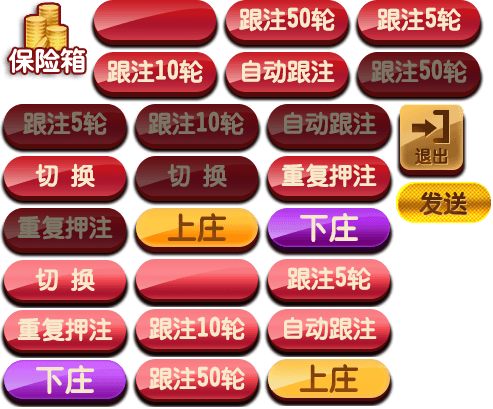 跟注50轮
跟注5轮
保险箱
跟注10轮
自动跟注
跟注50轮
跟注5轮
跟注10轮
自动跟注
退出
切 换
切 换
重复押注
发送
重复押注
上庄
下庄
切 换
跟注5轮
重复押注
跟注10轮
自动跟注
下庄
跟注50轮
上庄